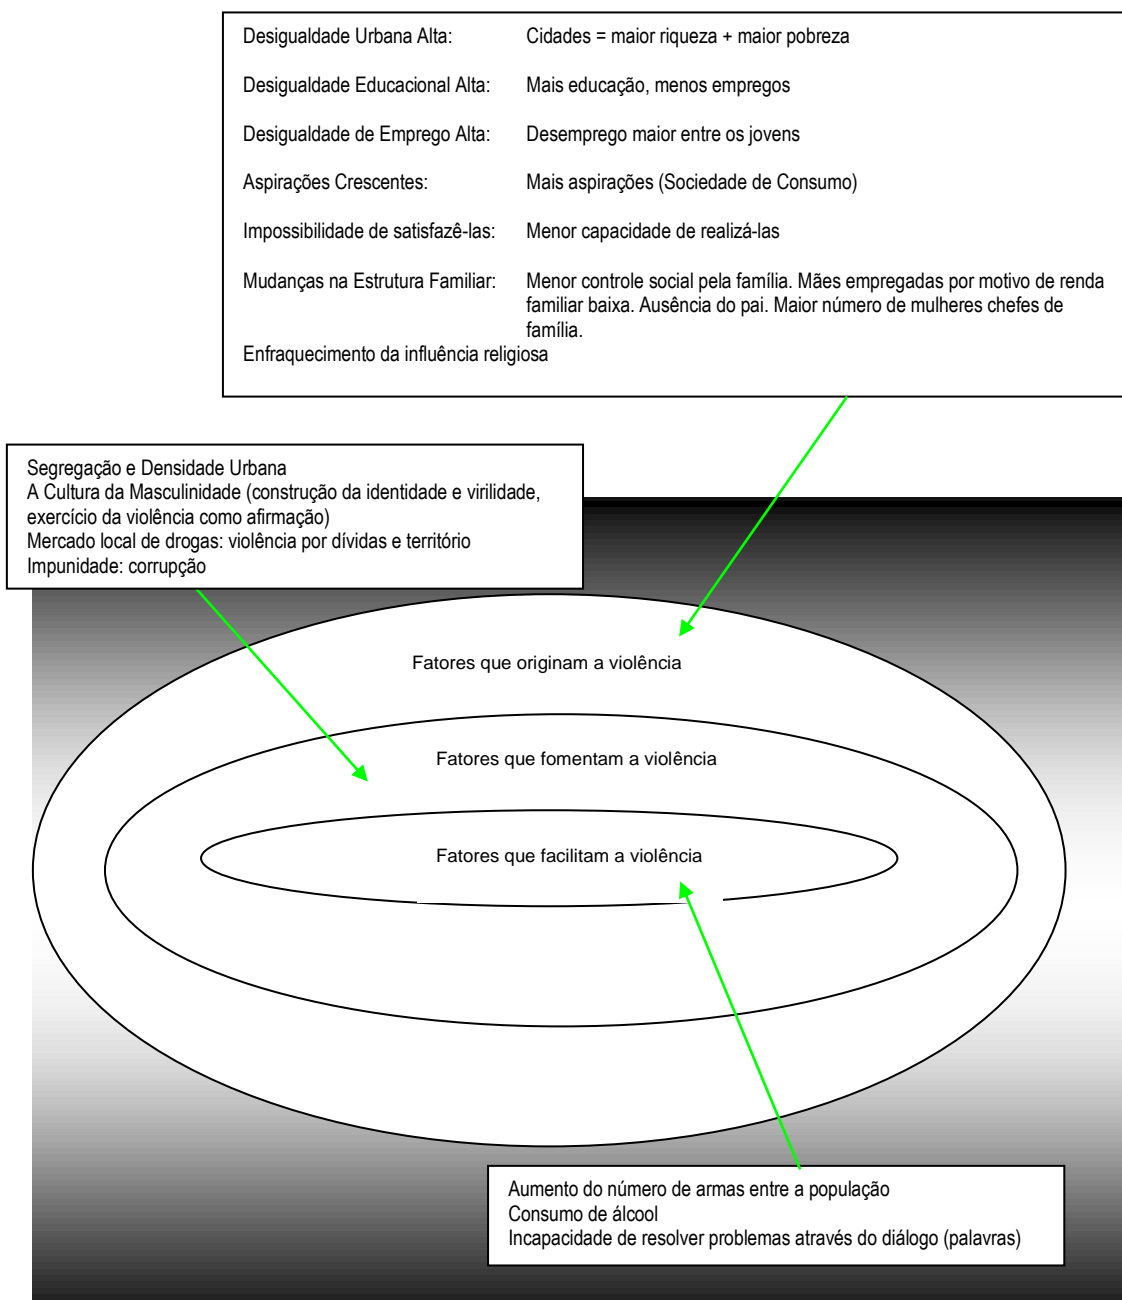 Desigualdade Urbana Alta: Cidades = maior riqueza + maior pobreza
Desigualdade Educacional Alta: Mais educação, menos empregos
Desigualdade de Emprego Alta: Desemprego maior entre os jovens
Aspirações Crescentes: Mais aspirações (Sociedade de Consumo)
Impossibilidade de satisfazê-las: Menor capacidade de realizá-las
Mudanças na Estrutura Familiar: Menor controle social pela família. Mães empregadas por motivo de renda
familiar baixa. Ausência do pai. Maior número de mulheres chefes de
família.
Enfraquecimento da influência religiosa
Segregação e Densidade Urbana
A Cultura da Masculinidade (construção da identidade e virilidade,
exercício da violência como afirmação)
Mercado local de drogas: violência por dívidas e território
Impunidade: corrupção
Fatores que originam a violência
Fatores que fomentam a violência
Fatores que facilitam a violência
Aumento do número de armas entre a população
Consumo de álcool
Incapacidade de resolver problemas através do diálogo (palavras)